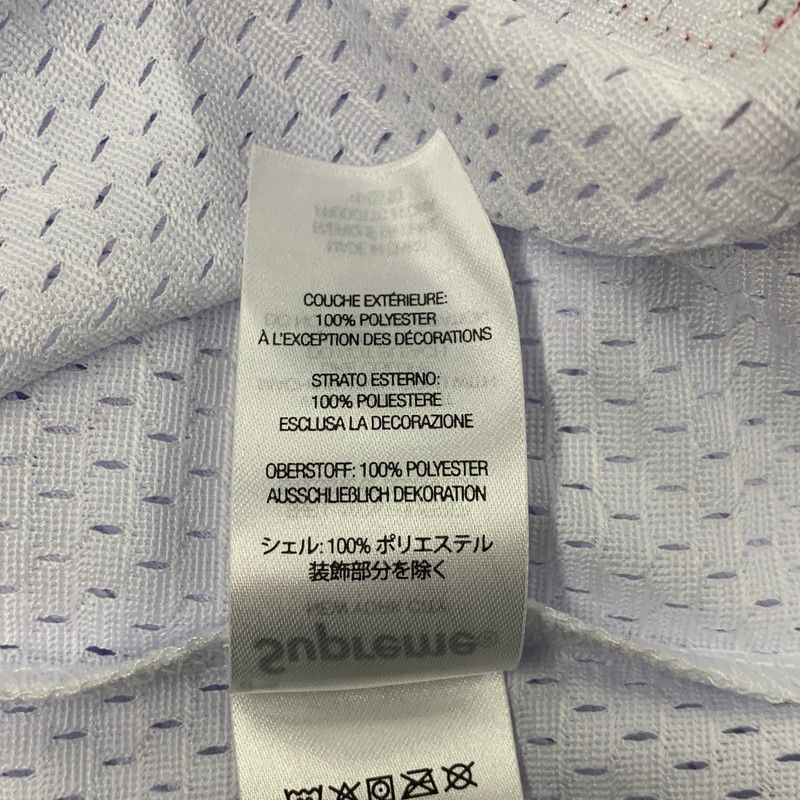 COUCHE EXTÉRIEURE:
100% POLYESTER
À L'EXCEPTION DES DÉCORATIONS
STRATO ESTERNO:
100% POLIESTERE
ESCLUSA LA DECORAZIONE
OBERSTOFF: 100% POLYESTER
AUSSCHLIEßLICH DEKORATION
シェル: 100% ポリエステル
装飾部分を除く
Supreme®